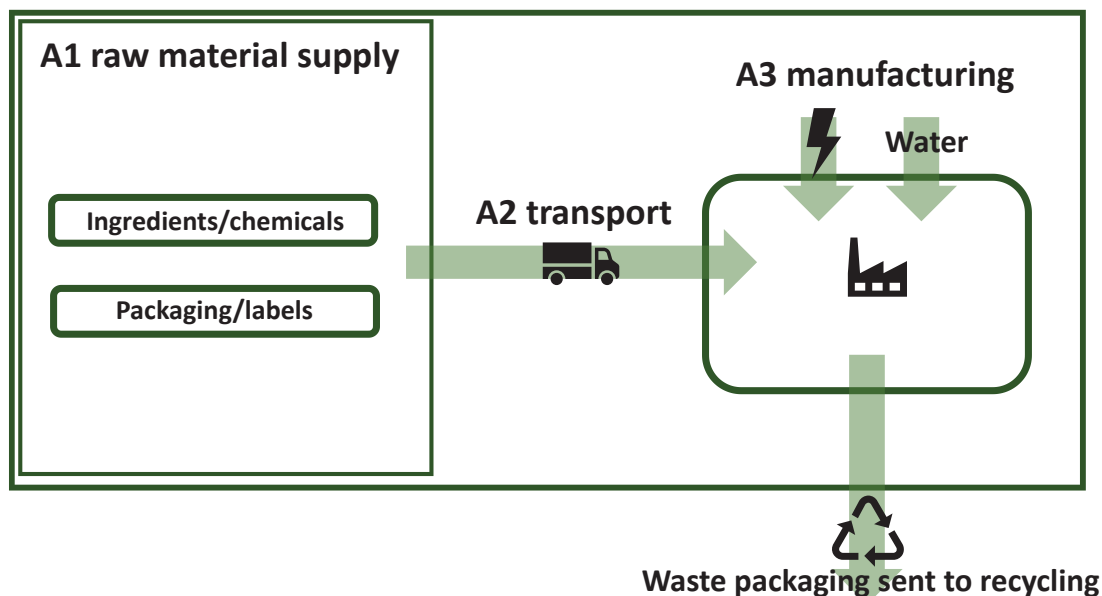 A1 raw material supply
A3 manufacturing
Water
Ingredients/chemicals
A2 transport
Packaging/labels
Waste packaging sent to recycling